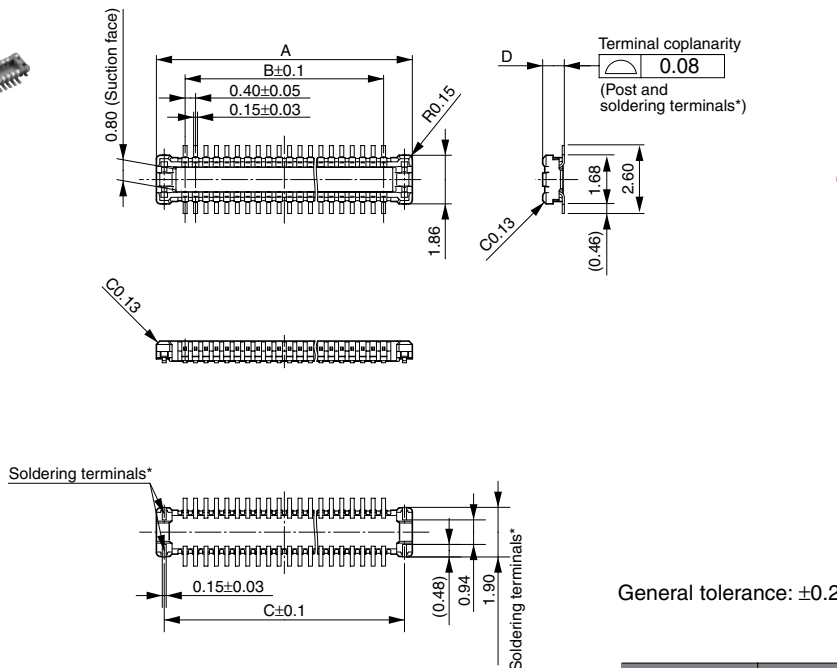 A
B±0.1
0.40±0.05
0.15±0.03
0.80 (Suction face)
R0.15
1.86
D
Terminal coplanarity
0.08
(Post and
soldering terminals*)
1.68
2.60
(0.46)
C0.13
C0.13
Soldering terminals*
0.15±0.03
C±0.1
(0.48)
0.94
1.90
Soldering terminals*
General tolerance: ±0.2